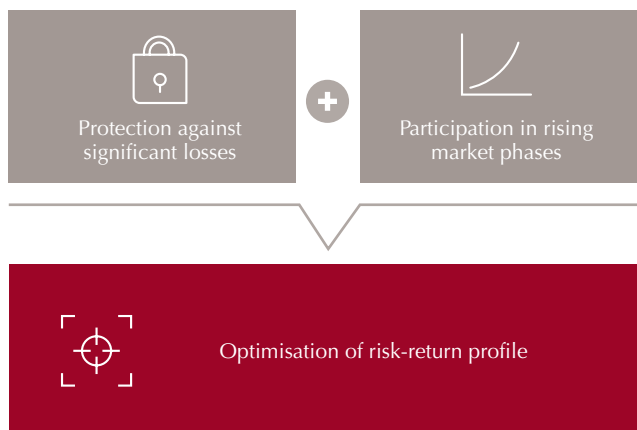 Protection against
significant losses
Participation in rising
market phases
Optimisation of risk-return profile